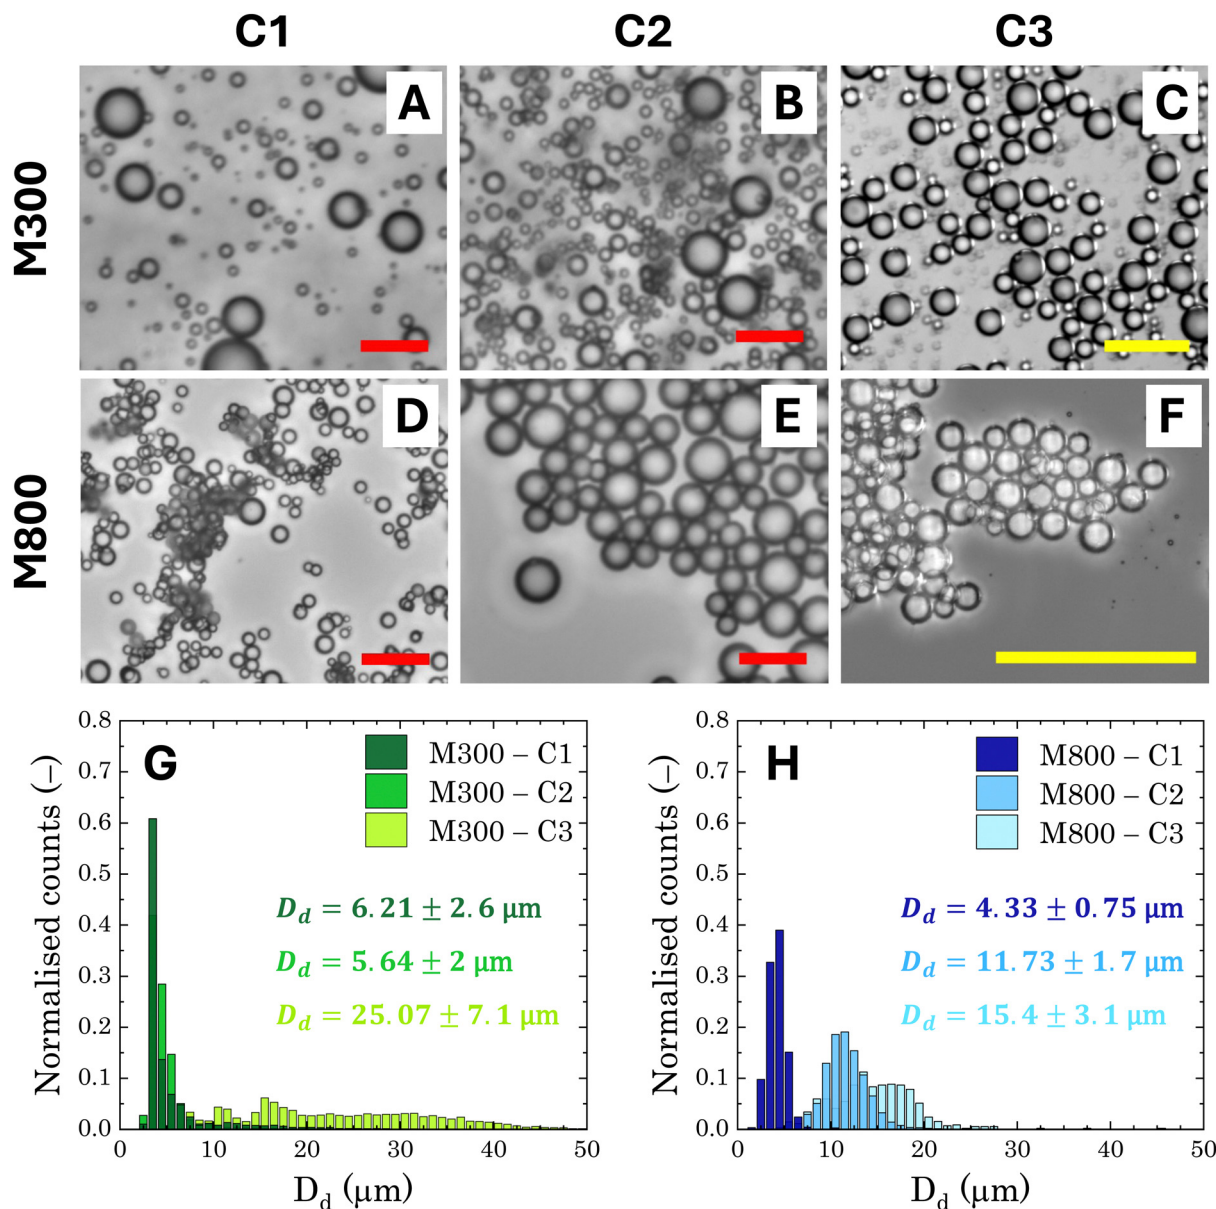 C1 C2 C3
M300
A B C
M800
D E F
G
0.8
0.7
0.6
0.5
0.4
0.3
0.2
0.1
0.0
Normalised counts (–)
M300 – C1
M300 – C2
M300 – C3
D_d = 6.21 ± 2.6 μm
D_d = 5.64 ± 2 μm
D_d = 25.07 ± 7.1 μm
0 10 20 30 40 50
D_d (μm)
H
0.8
0.7
0.6
0.5
0.4
0.3
0.2
0.1
0.0
Normalised counts (–)
M800 – C1
M800 – C2
M800 – C3
D_d = 4.33 ± 0.75 μm
D_d = 11.73 ± 1.7 μm
D_d = 15.4 ± 3.1 μm
0 10 20 30 40 50
D_d (μm)